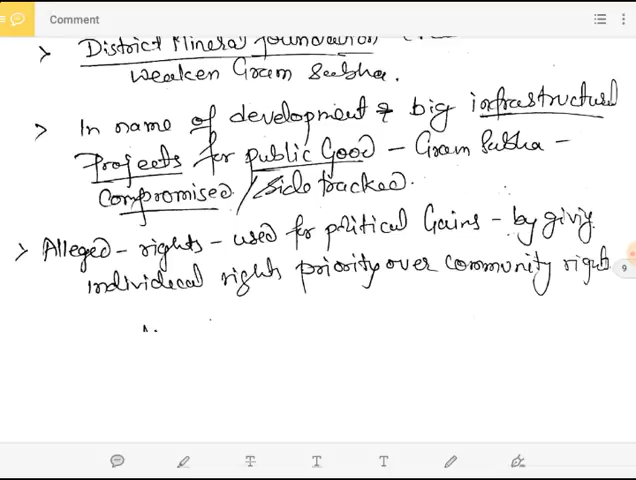 Comment
> District Mineral foundation
weaken Gram Sabha.
> In name of development & big infrastructural
Projects for public Good - Gram Sabha -
Compromised / Side tracked.
> Alleged - rights - used for political Gains - by giving
individual rights priority over community rights
9